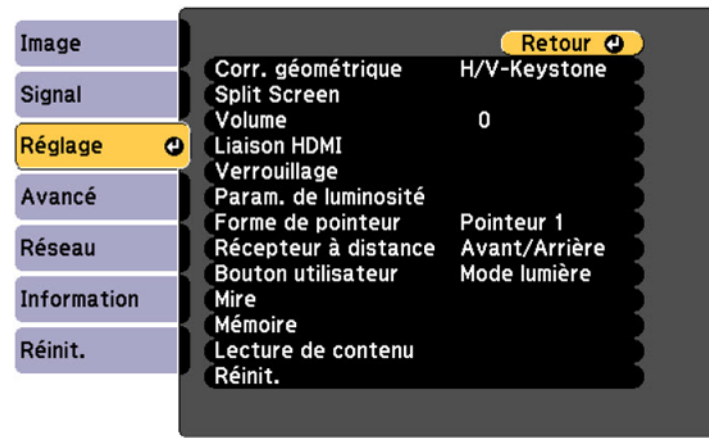 Image
Signal
Réglage
Avancé
Réseau
Information
Réinit.
Retour
Corr. géométrique H/V-Keystone
Split Screen
Volume 0
Liaison HDMI
Verrouillage
Param. de luminosité
Forme de pointeur Pointeur 1
Récepteur à distance Avant/Arrière
Bouton utilisateur Mode lumière
Mire
Mémoire
Lecture de contenu
Réinit.